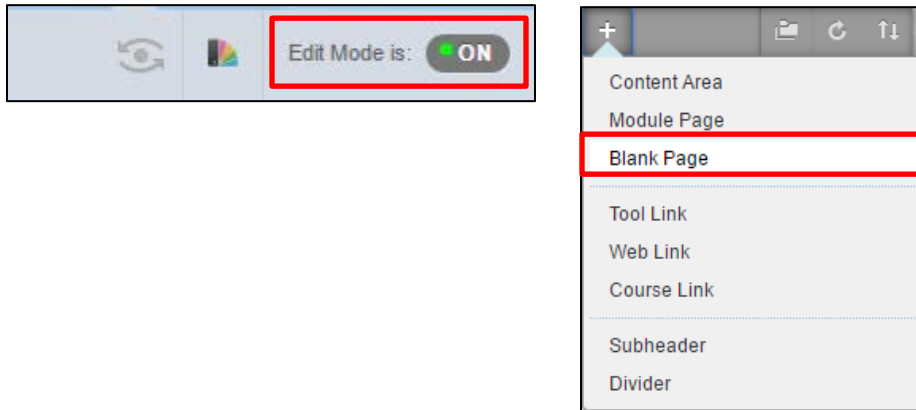 Edit Mode is: ON
Content Area
Module Page
Blank Page
Tool Link
Web Link
Course Link
Subheader
Divider